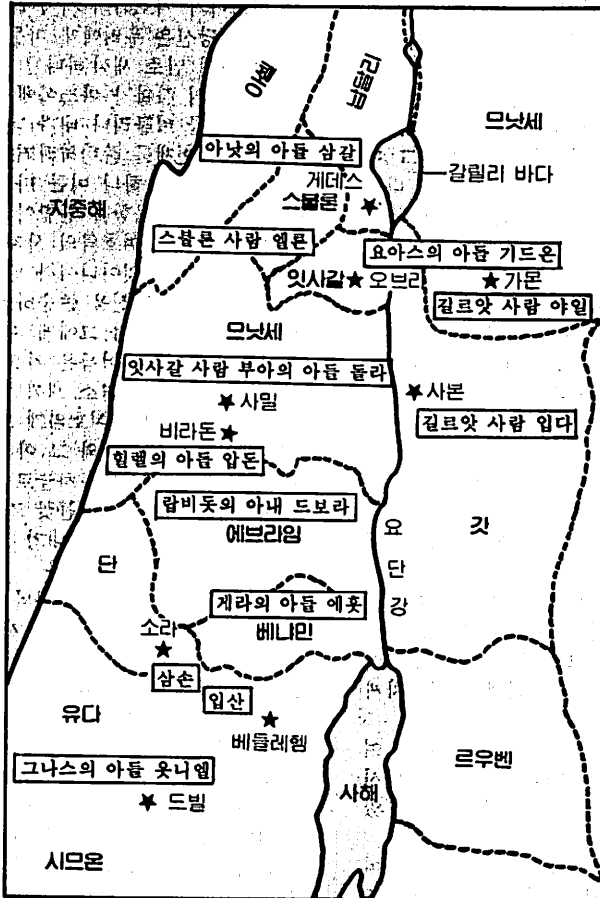 아셀
납달리
므낫세
아낫의 아들 삼갈
게데스
갈릴리 바다
스불론
지중해
스불론 사람 엘론
요아스의 아들 기드온
잇사갈
오브라
가몬
길르앗 사람 야일
므낫세
잇사갈 사람 부아의 아들 돌라
사밀
사본
비라돈
길르앗 사람 입다
힐렐의 아들 압돈
랍비돗의 아내 드보라
에브라임
요단강
갓
단
게라의 아들 에훗
소라
베냐민
삼손
입산
유다
베들레헴
르우벤
그나스의 아들 옷니엘
드빌
사해
시므온